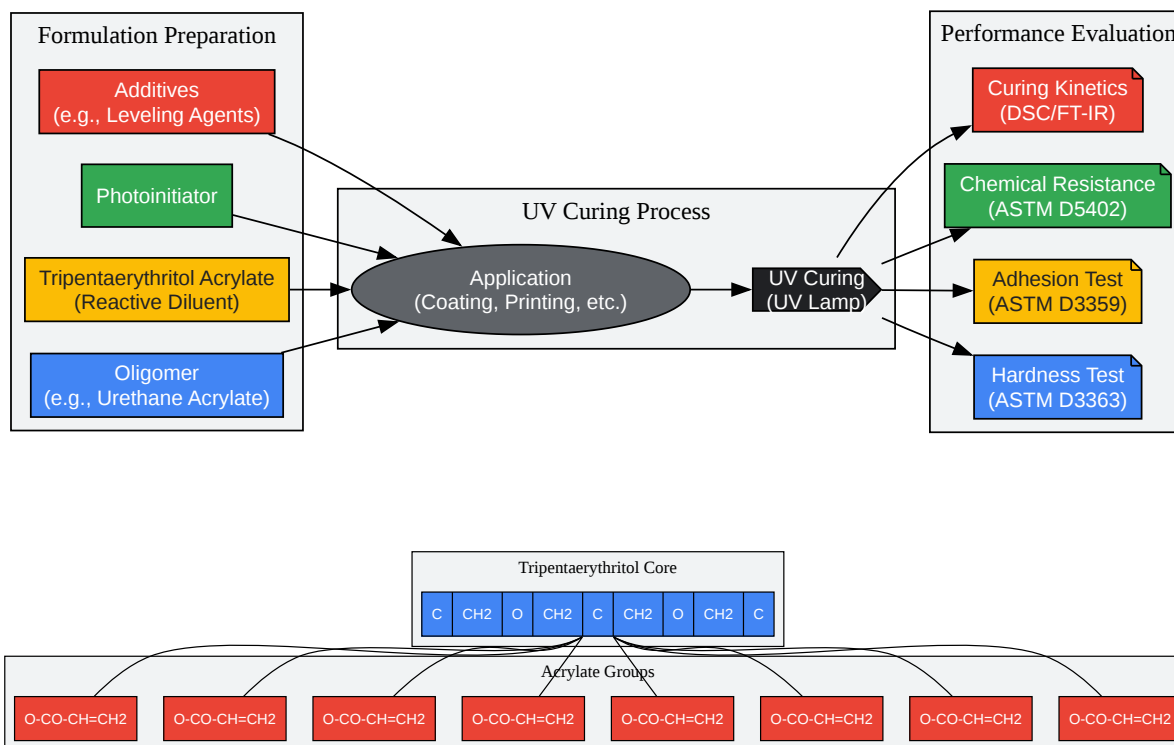 Formulation Preparation
Additives
(e.g., Leveling Agents)
Photoinitiator
Tripentaerythritol Acrylate
(Reactive Diluent)
Oligomer
(e.g., Urethane Acrylate)
UV Curing Process
Application
(Coating, Printing, etc.)
UV Curing
(UV Lamp)
Performance Evaluation
Curing Kinetics
(DSC/FT-IR)
Chemical Resistance
(ASTM D5402)
Adhesion Test
(ASTM D3359)
Hardness Test
(ASTM D3363)
Tripentaerythritol Core
C CH2 O CH2 C CH2 O CH2 C
Acrylate Groups
O-CO-CH=CH2 O-CO-CH=CH2 O-CO-CH=CH2 O-CO-CH=CH2 O-CO-CH=CH2 O-CO-CH=CH2 O-CO-CH=CH2 O-CO-CH=CH2